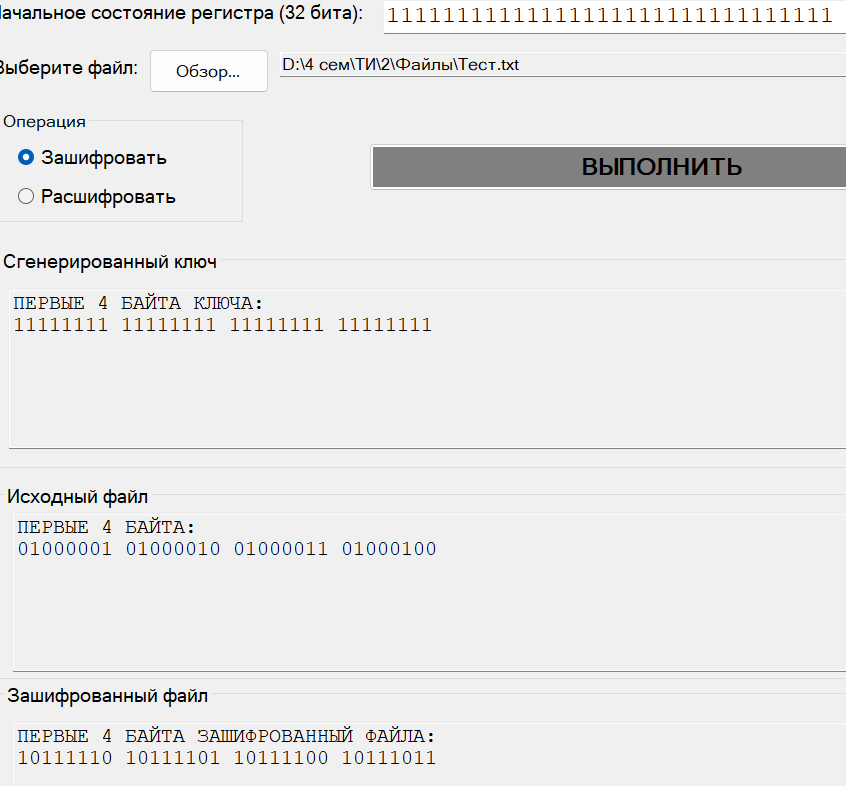 ачальное состояние регистра (32 бита): 11111111111111111111111111111111
Выберите файл: Обзор... D:\4 сем\ТИ\2\Файлы\Тест.txt
Операция
Зашифровать
Расшифровать
ВЫПОЛНИТЬ
Сгенерированный ключ
ПЕРВЫЕ 4 БАЙТА КЛЮЧА:
11111111 11111111 11111111 11111111
Исходный файл
ПЕРВЫЕ 4 БАЙТА:
01000001 01000010 01000011 01000100
Зашифрованный файл
ПЕРВЫЕ 4 БАЙТА ЗАШИФРОВАННЫЙ ФАЙЛА:
10111110 10111101 10111100 10111011